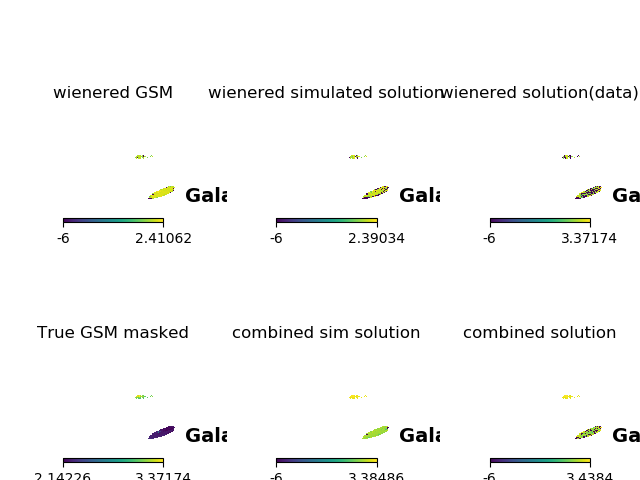 wienered GSM
wienered simulated solution
wienered solution(data)
Gala
Gala
Ga
-6 2.41062
-6 2.39034
-6 3.37174
True GSM masked
combined sim solution
combined solution
Gala
Gala
Ga
2.14226 3.37174
-6 3.38486
-6 3.4384